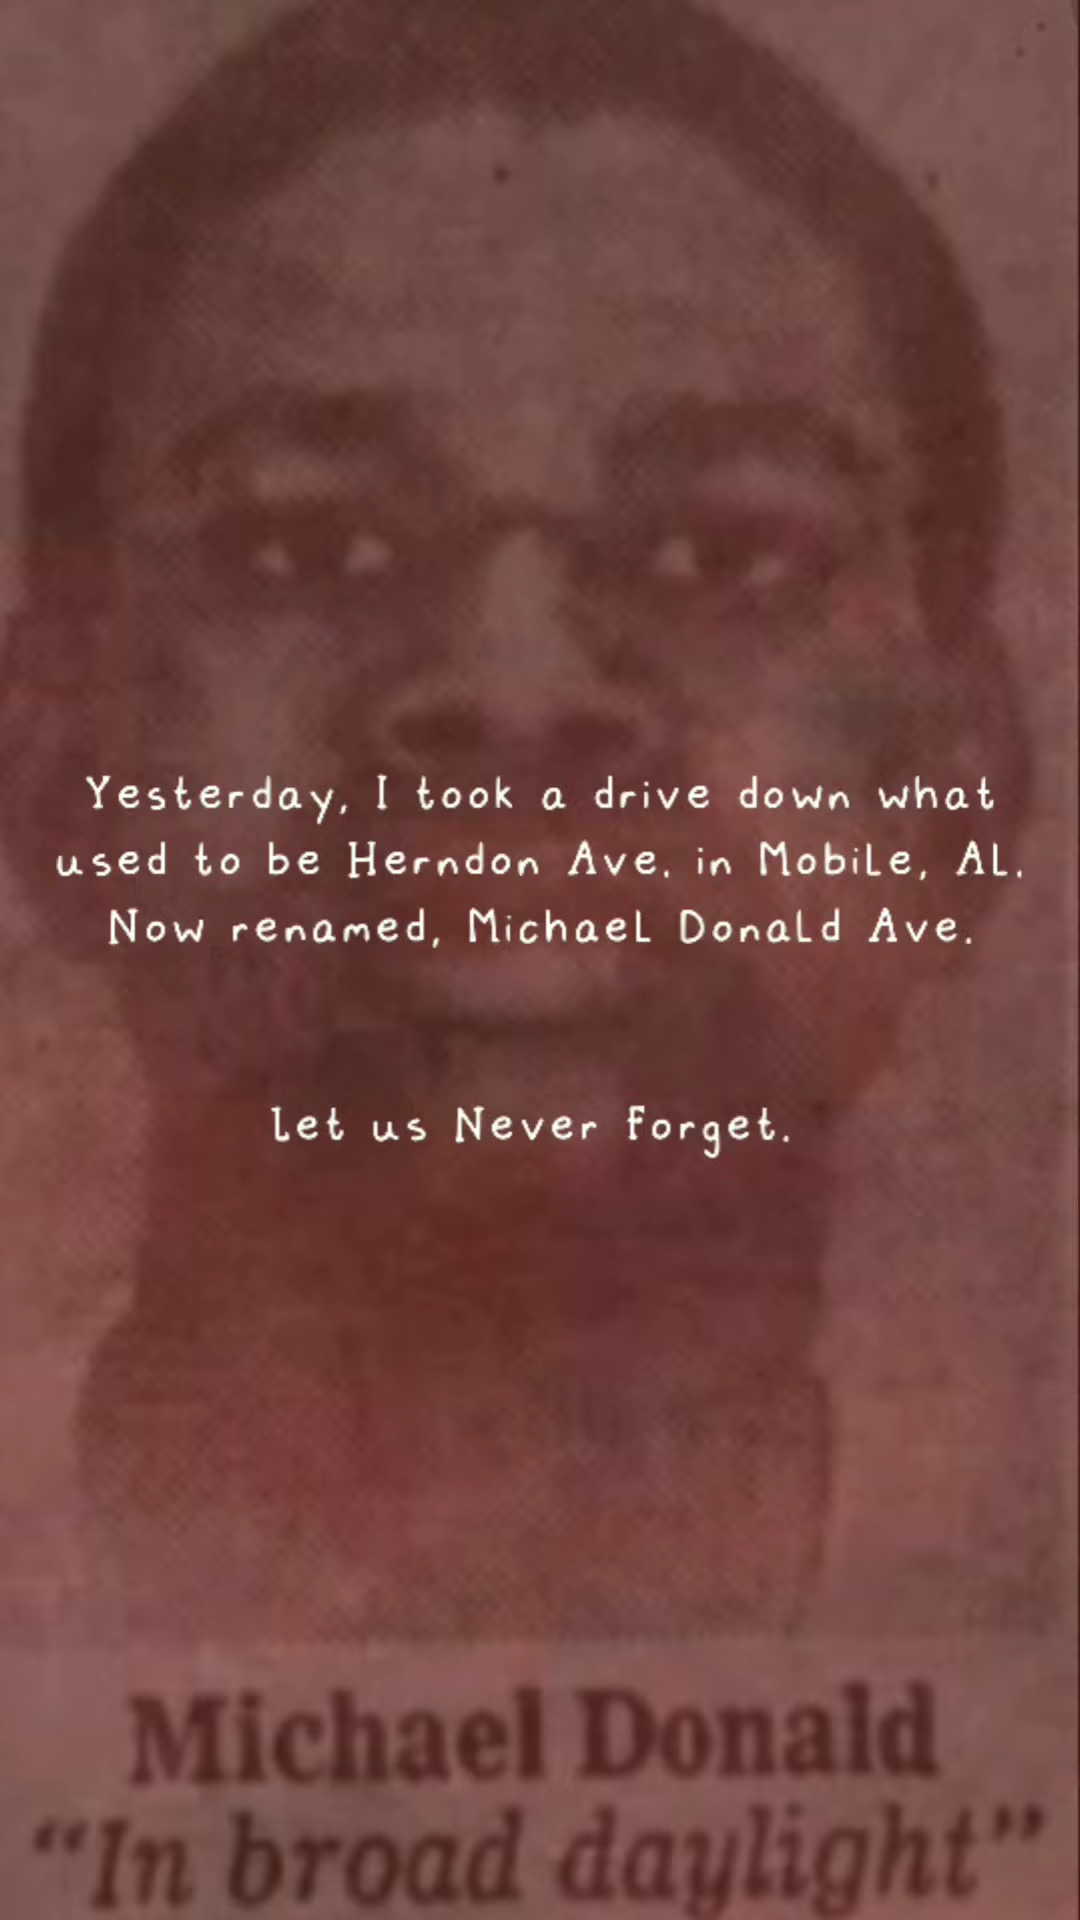 Yesterday, I took a drive down what
used to be Herndon Ave. in Mobile, AL.
Now renamed, Michael Donald Ave.
let us Never forget.
Michael Donald
“In broad daylight”